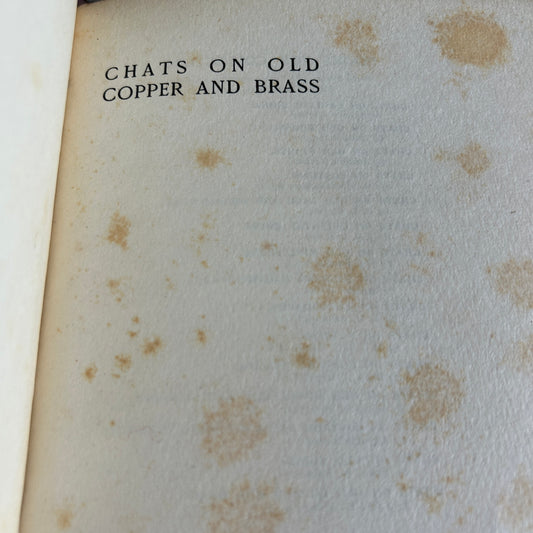 CHATS ON OLD
COPPER AND BRASS